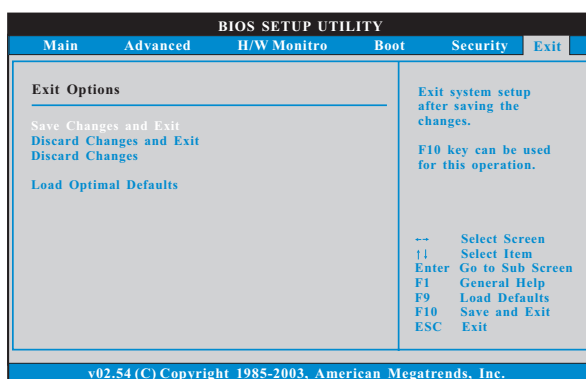 BIOS SETUP UTILITY
Main Advanced H/W Monitro Boot Security Exit
Exit Options
Save Changes and Exit
Discard Changes and Exit
Discard Changes
Load Optimal Defaults
Exit system setup
after saving the
changes.
F10 key can be used
for this operation.
←→ Select Screen
↑↓ Select Item
Enter Go to Sub Screen
F1 General Help
F9 Load Defaults
F10 Save and Exit
ESC Exit
v02.54 (C) Copyright 1985-2003, American Megatrends, Inc.